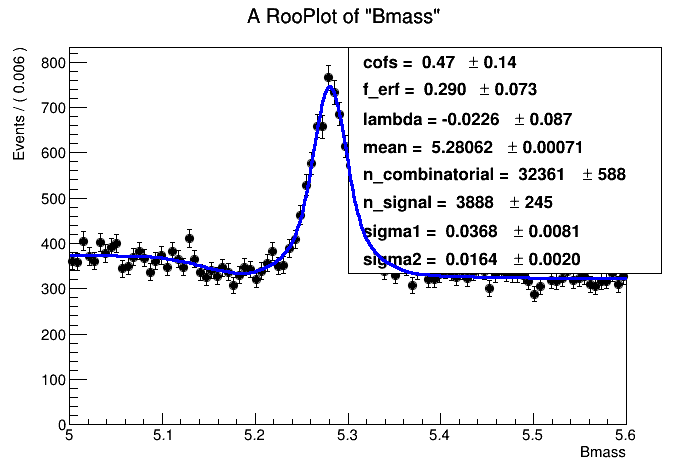 A RooPlot of "Bmass"
Events / ( 0.006 )
800
700
600
500
400
300
200
100
0
cofs = 0.47 ± 0.14
f_erf = 0.290 ± 0.073
lambda = -0.0226 ± 0.087
mean = 5.28062 ± 0.00071
n_combinatorial = 32361 ± 588
n_signal = 3888 ± 245
sigma1 = 0.0368 ± 0.0081
sigma2 = 0.0164 ± 0.0020
5 5.1 5.2 5.3 5.4 5.5 5.6
Bmass